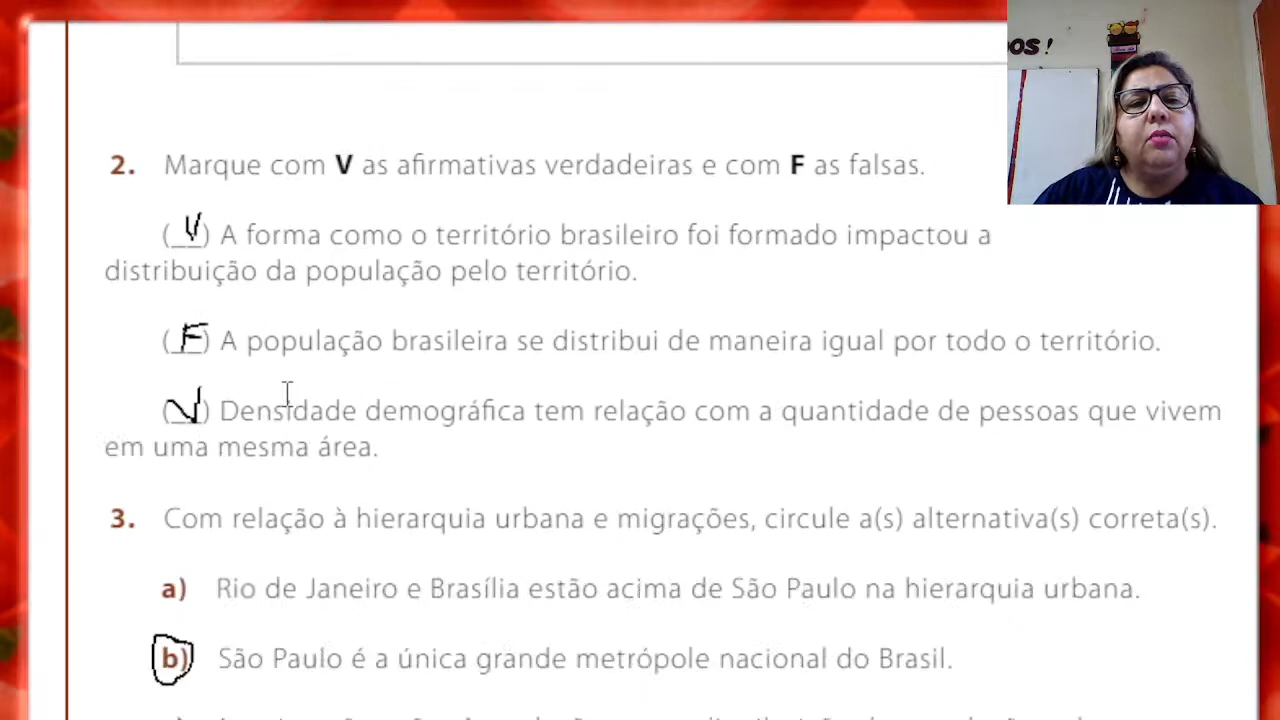 OS!
2. Marque com V as afirmativas verdadeiras e com F as falsas.
(V) A forma como o território brasileiro foi formado impactou a
distribuição da população pelo território.
(F) A população brasileira se distribui de maneira igual por todo o território.
(V) Densidade demográfica tem relação com a quantidade de pessoas que vivem
em uma mesma área.
3. Com relação à hierarquia urbana e migrações, circule a(s) alternativa(s) correta(s).
a) Rio de Janeiro e Brasília estão acima de São Paulo na hierarquia urbana.
b) São Paulo é a única grande metrópole nacional do Brasil.